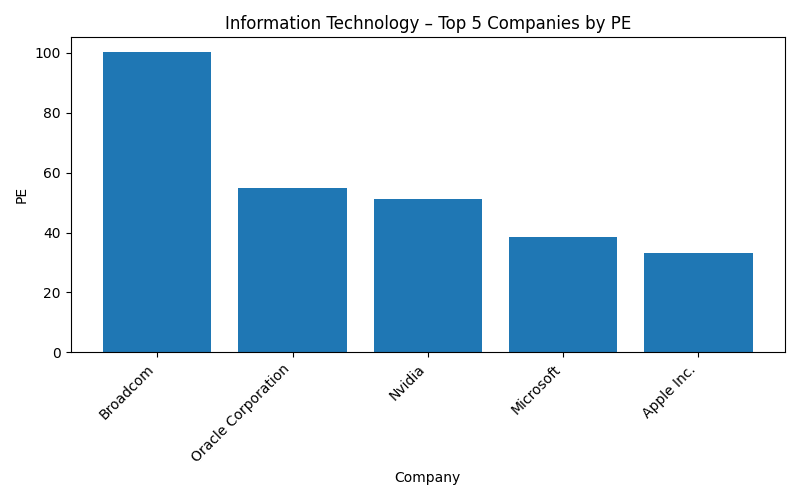 Information Technology – Top 5 Companies by PE
PE
100
80
60
40
20
0
Broadcom
Oracle Corporation
Nvidia
Microsoft
Apple Inc.
Company